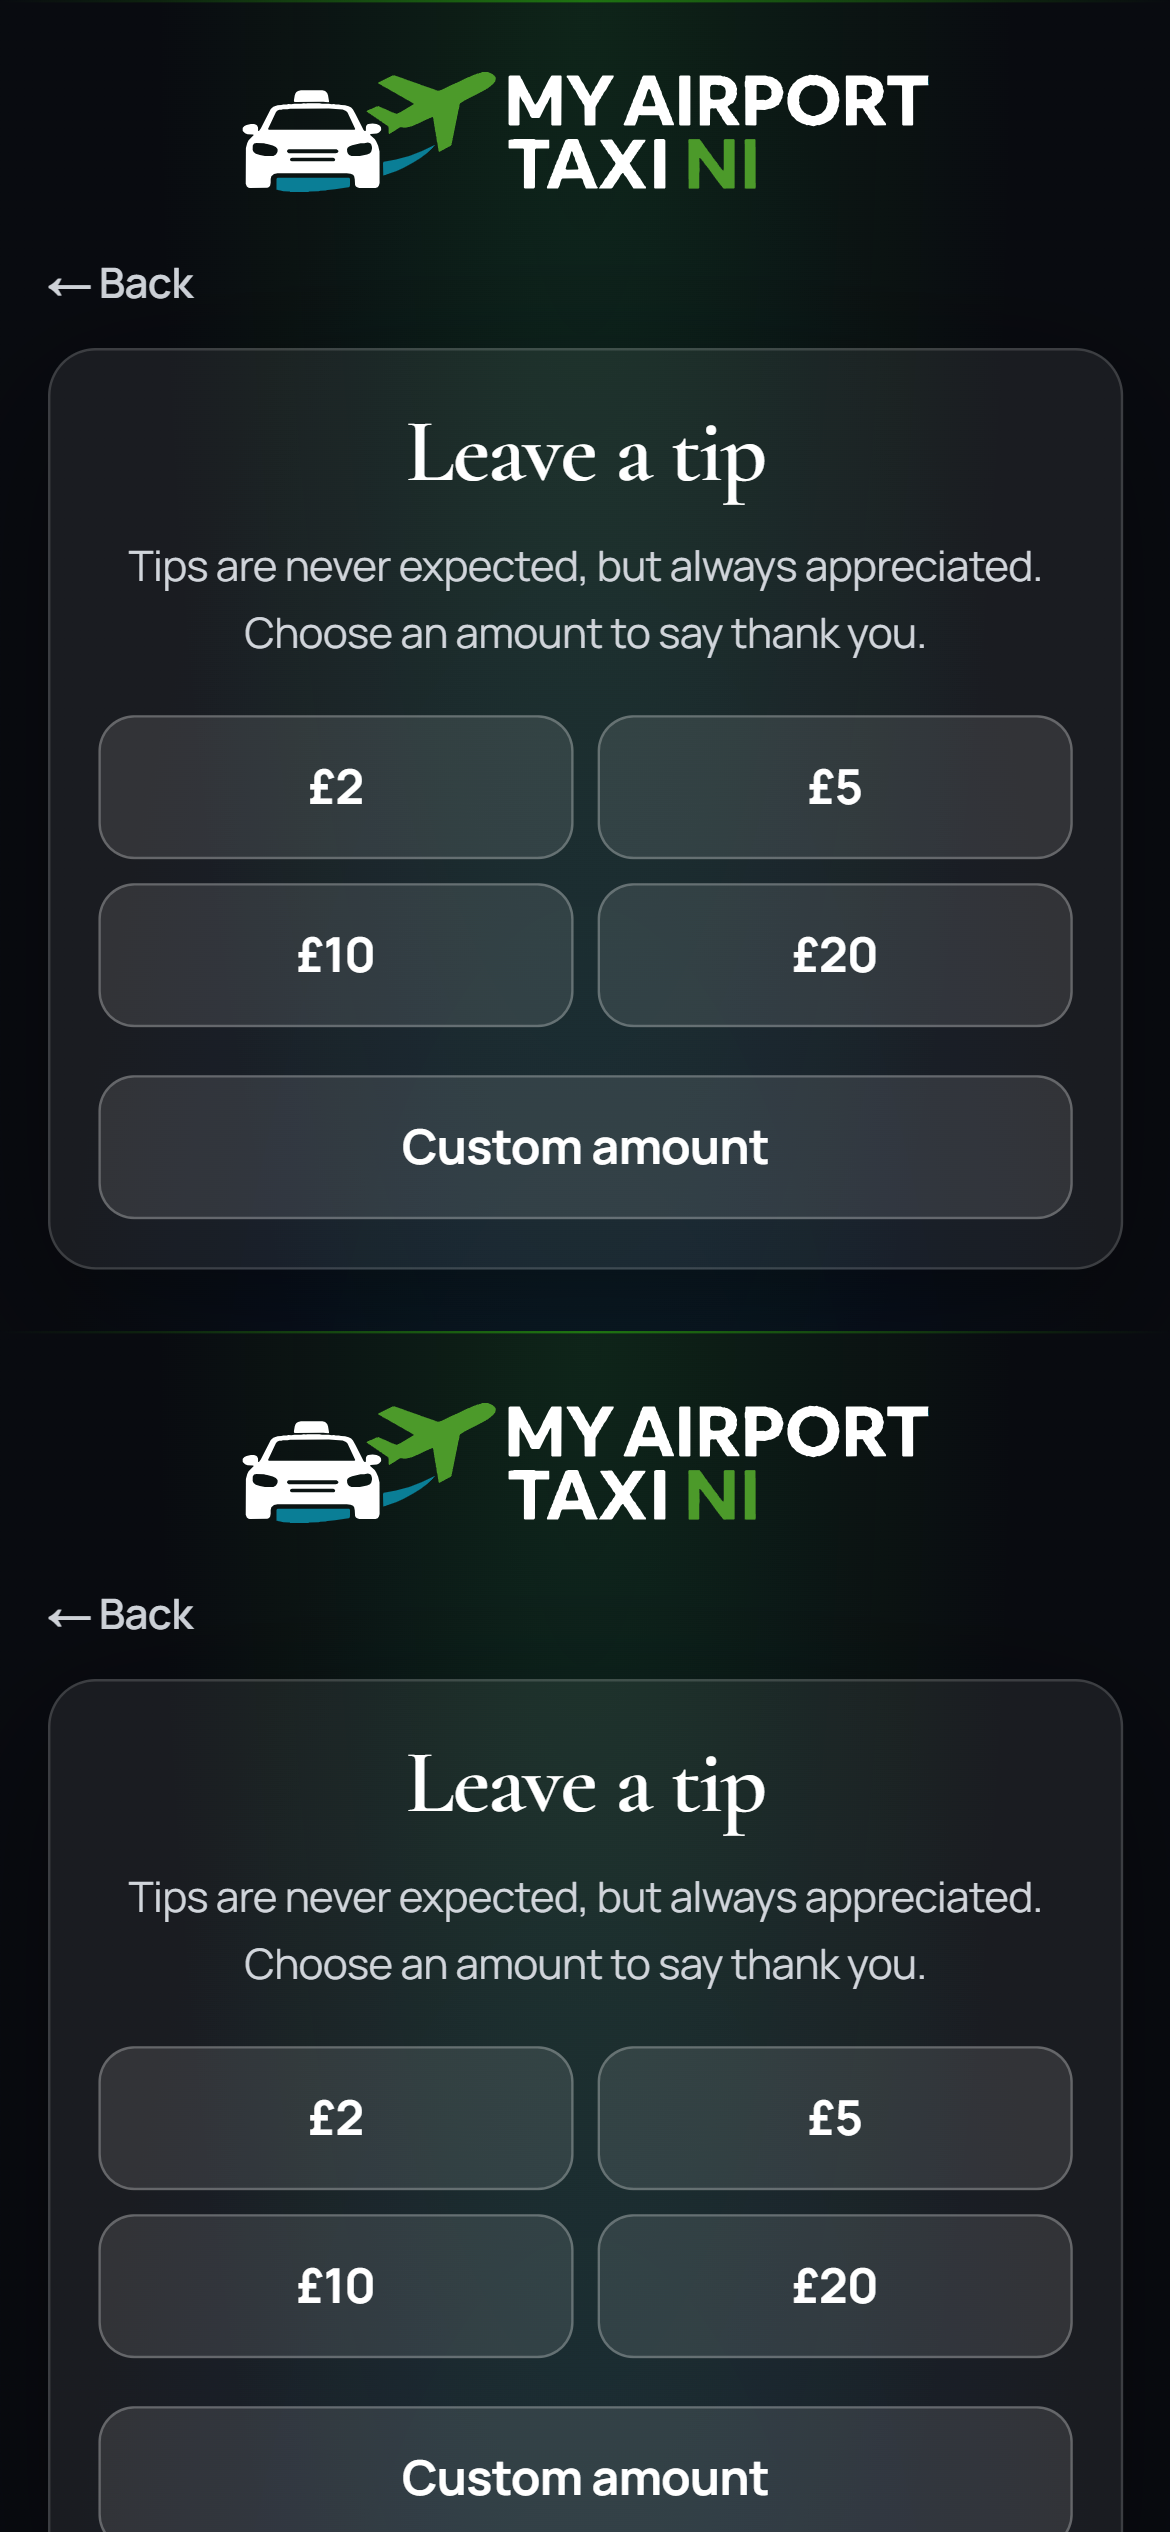 MY AIRPORT
TAXI NI
← Back
Leave a tip
Tips are never expected, but always appreciated.
Choose an amount to say thank you.
£2 £5
£10 £20
Custom amount
MY AIRPORT
TAXI NI
← Back
Leave a tip
Tips are never expected, but always appreciated.
Choose an amount to say thank you.
£2 £5
£10 £20
Custom amount